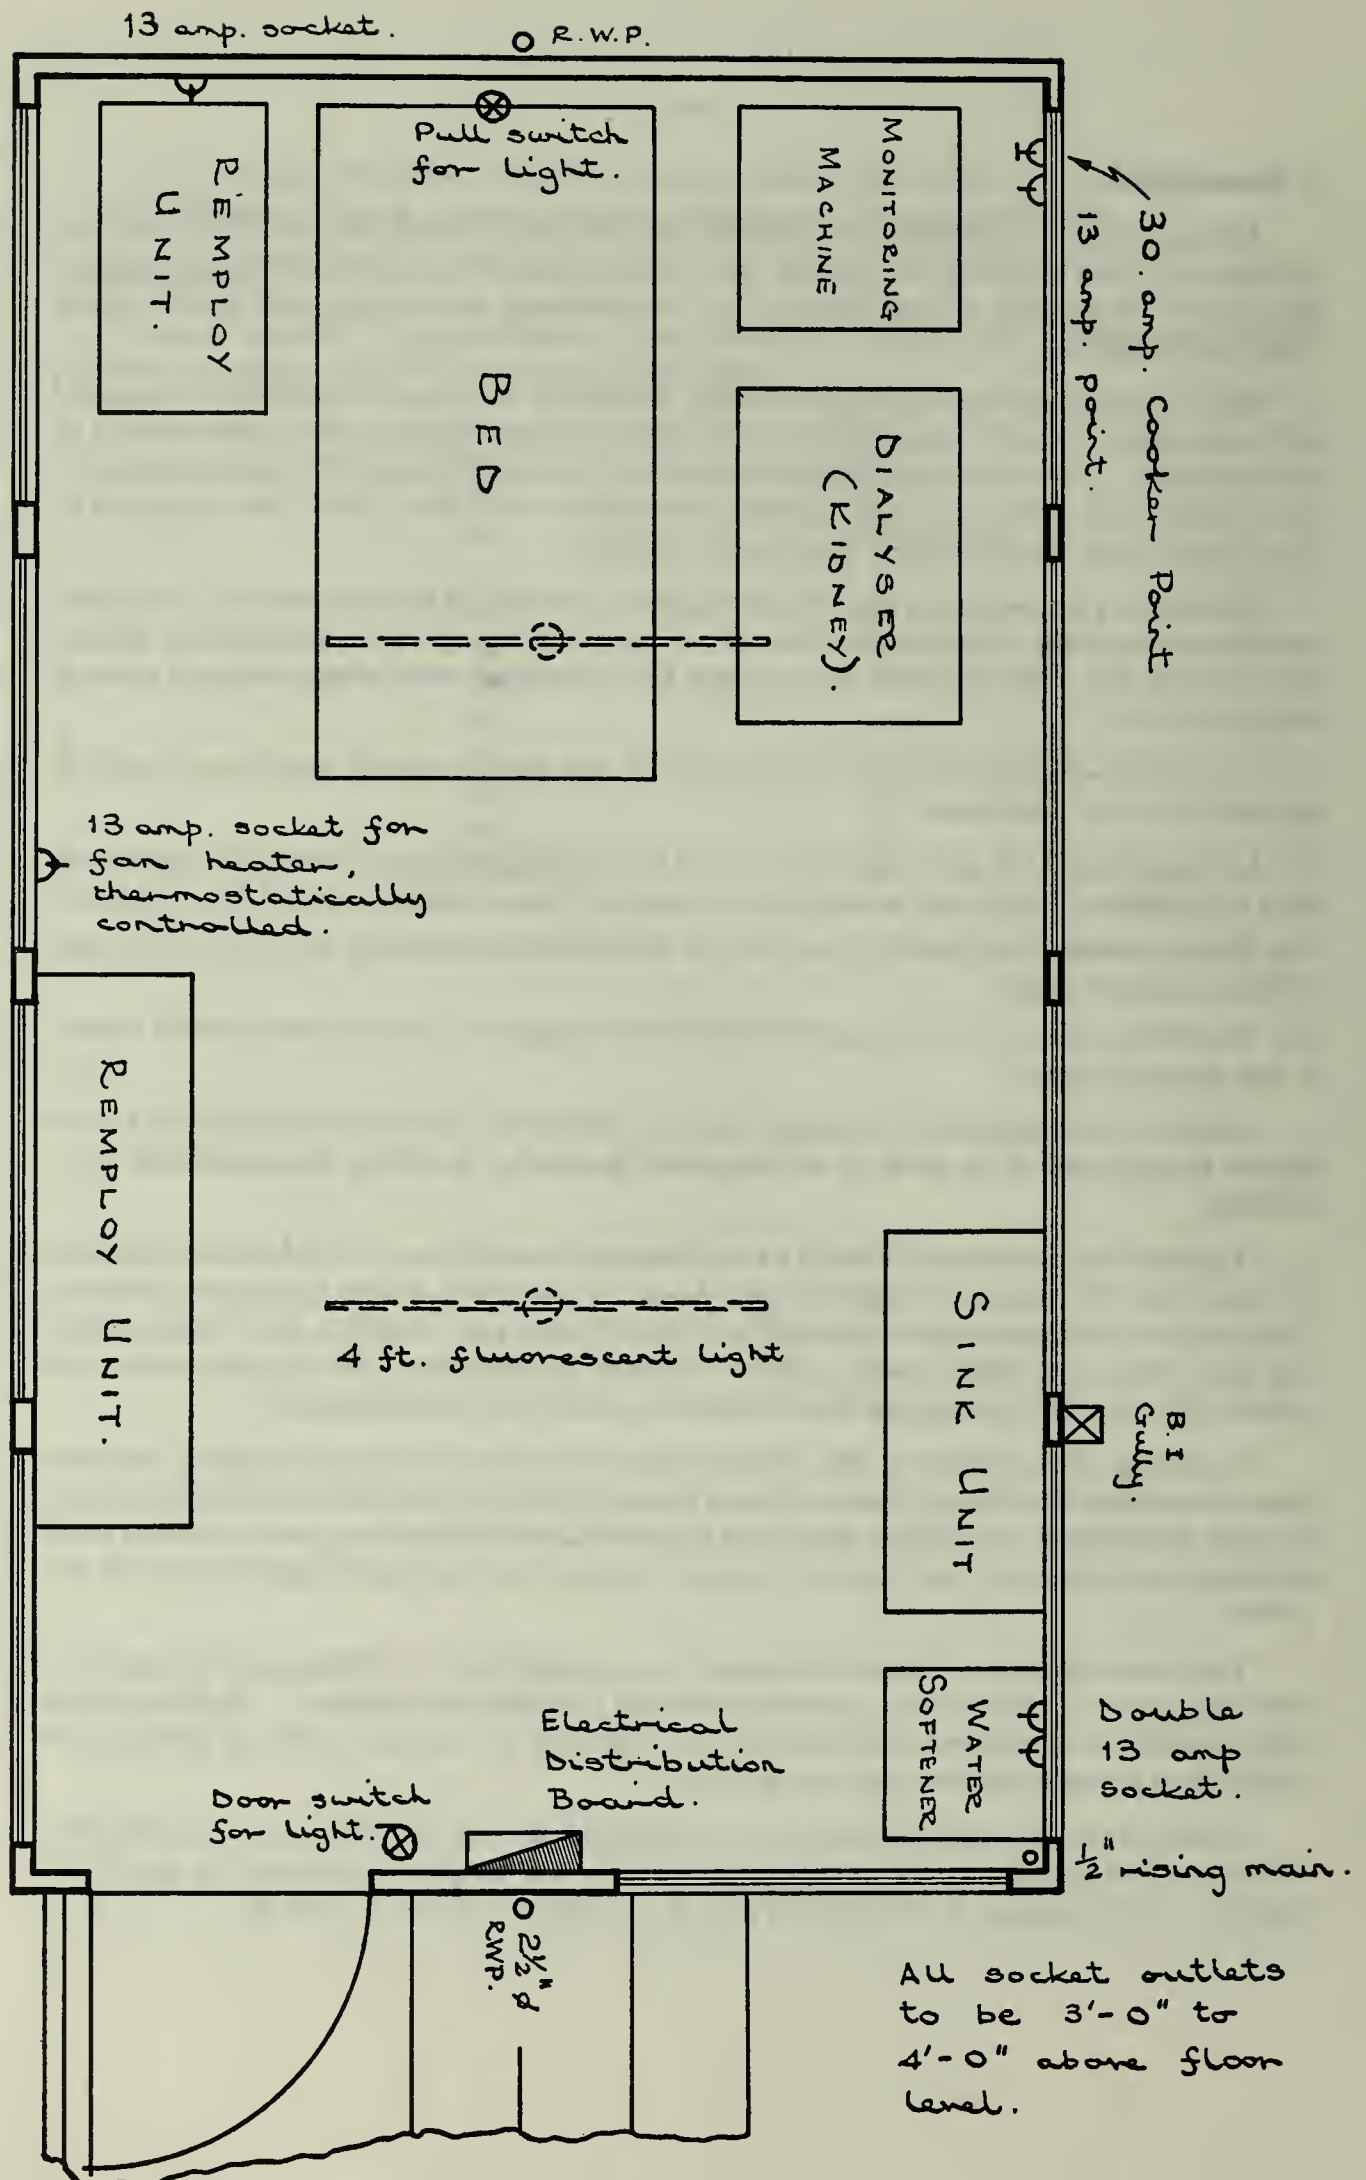 13 amp. socket.
R.W.P.
Pull switch
for light.
REMPLOY
UNIT.
BED
MONITORING
MACHINE
30. amp. Cooker Point
13 amp. point.
DIALYSER
(KIDNEY).
13 amp. socket for
fan heater,
thermostatically
controlled.
REMPLOY UNIT.
4 ft. fluorescent light
SINK UNIT
B.I
Gully.
WATER
SOFTENER
Double
13 amp
socket.
Electrical
Distribution
Board.
Door switch
for light.
1/2" rising main.
2 1/2" ø
RWP.
All socket outlets
to be 3'-0" to
4'-0" above floor
level.